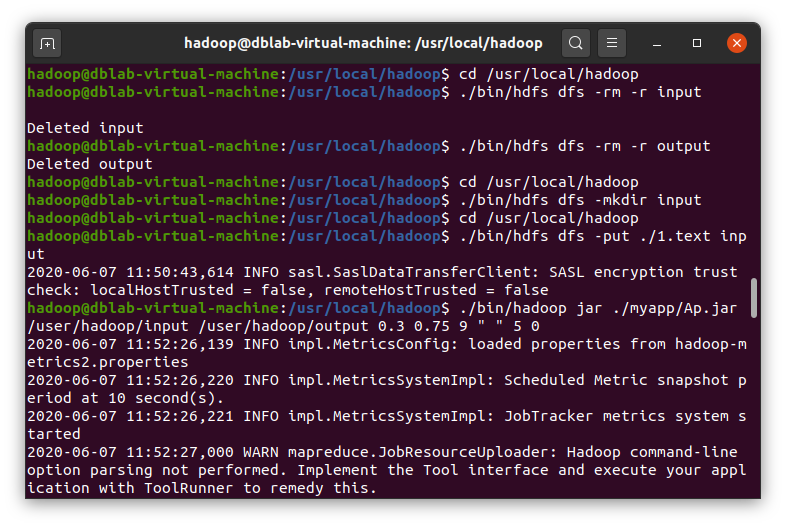 hadoop@dblab-virtual-machine: /usr/local/hadoop
hadoop@dblab-virtual-machine:/usr/local/hadoop$ cd /usr/local/hadoop
hadoop@dblab-virtual-machine:/usr/local/hadoop$ ./bin/hdfs dfs -rm -r input
Deleted input
hadoop@dblab-virtual-machine:/usr/local/hadoop$ ./bin/hdfs dfs -rm -r output
Deleted output
hadoop@dblab-virtual-machine:/usr/local/hadoop$ cd /usr/local/hadoop
hadoop@dblab-virtual-machine:/usr/local/hadoop$ ./bin/hdfs dfs -mkdir input
hadoop@dblab-virtual-machine:/usr/local/hadoop$ cd /usr/local/hadoop
hadoop@dblab-virtual-machine:/usr/local/hadoop$ ./bin/hdfs dfs -put ./1.text inp
ut
2020-06-07 11:50:43,614 INFO sasl.SaslDataTransferClient: SASL encryption trust
check: localHostTrusted = false, remoteHostTrusted = false
hadoop@dblab-virtual-machine:/usr/local/hadoop$ ./bin/hadoop jar ./myapp/Ap.jar
/user/hadoop/input /user/hadoop/output 0.3 0.75 9 " " 5 0
2020-06-07 11:52:26,139 INFO impl.MetricsConfig: loaded properties from hadoop-m
etrics2.properties
2020-06-07 11:52:26,220 INFO impl.MetricsSystemImpl: Scheduled Metric snapshot p
eriod at 10 second(s).
2020-06-07 11:52:26,221 INFO impl.MetricsSystemImpl: JobTracker metrics system s
tarted
2020-06-07 11:52:27,000 WARN mapreduce.JobResourceUploader: Hadoop command-line
option parsing not performed. Implement the Tool interface and execute your appl
ication with ToolRunner to remedy this.